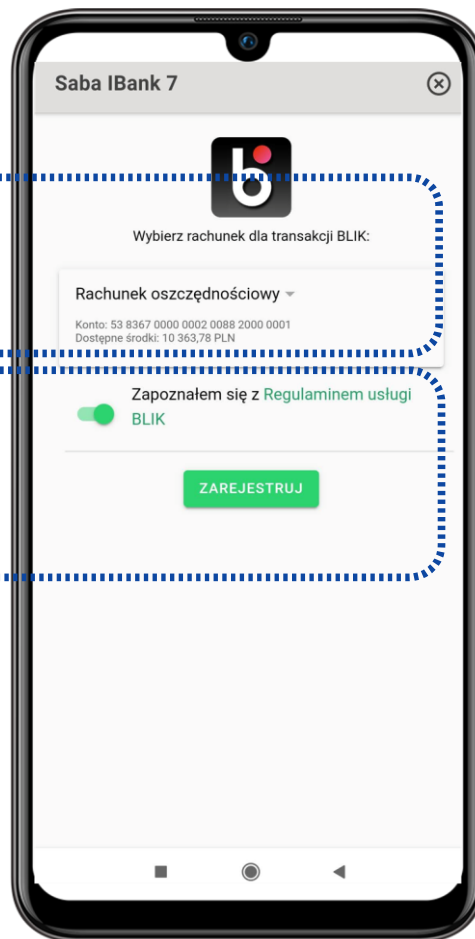 Saba IBank 7
Wybierz rachunek dla transakcji BLIK:
Rachunek oszczędnościowy
Konto: 53 8367 0000 0002 0088 2000 0001
Dostępne środki: 10 363,78 PLN
Zapoznałem się z Regulaminem usługi
BLIK
ZAREJESTRUJ